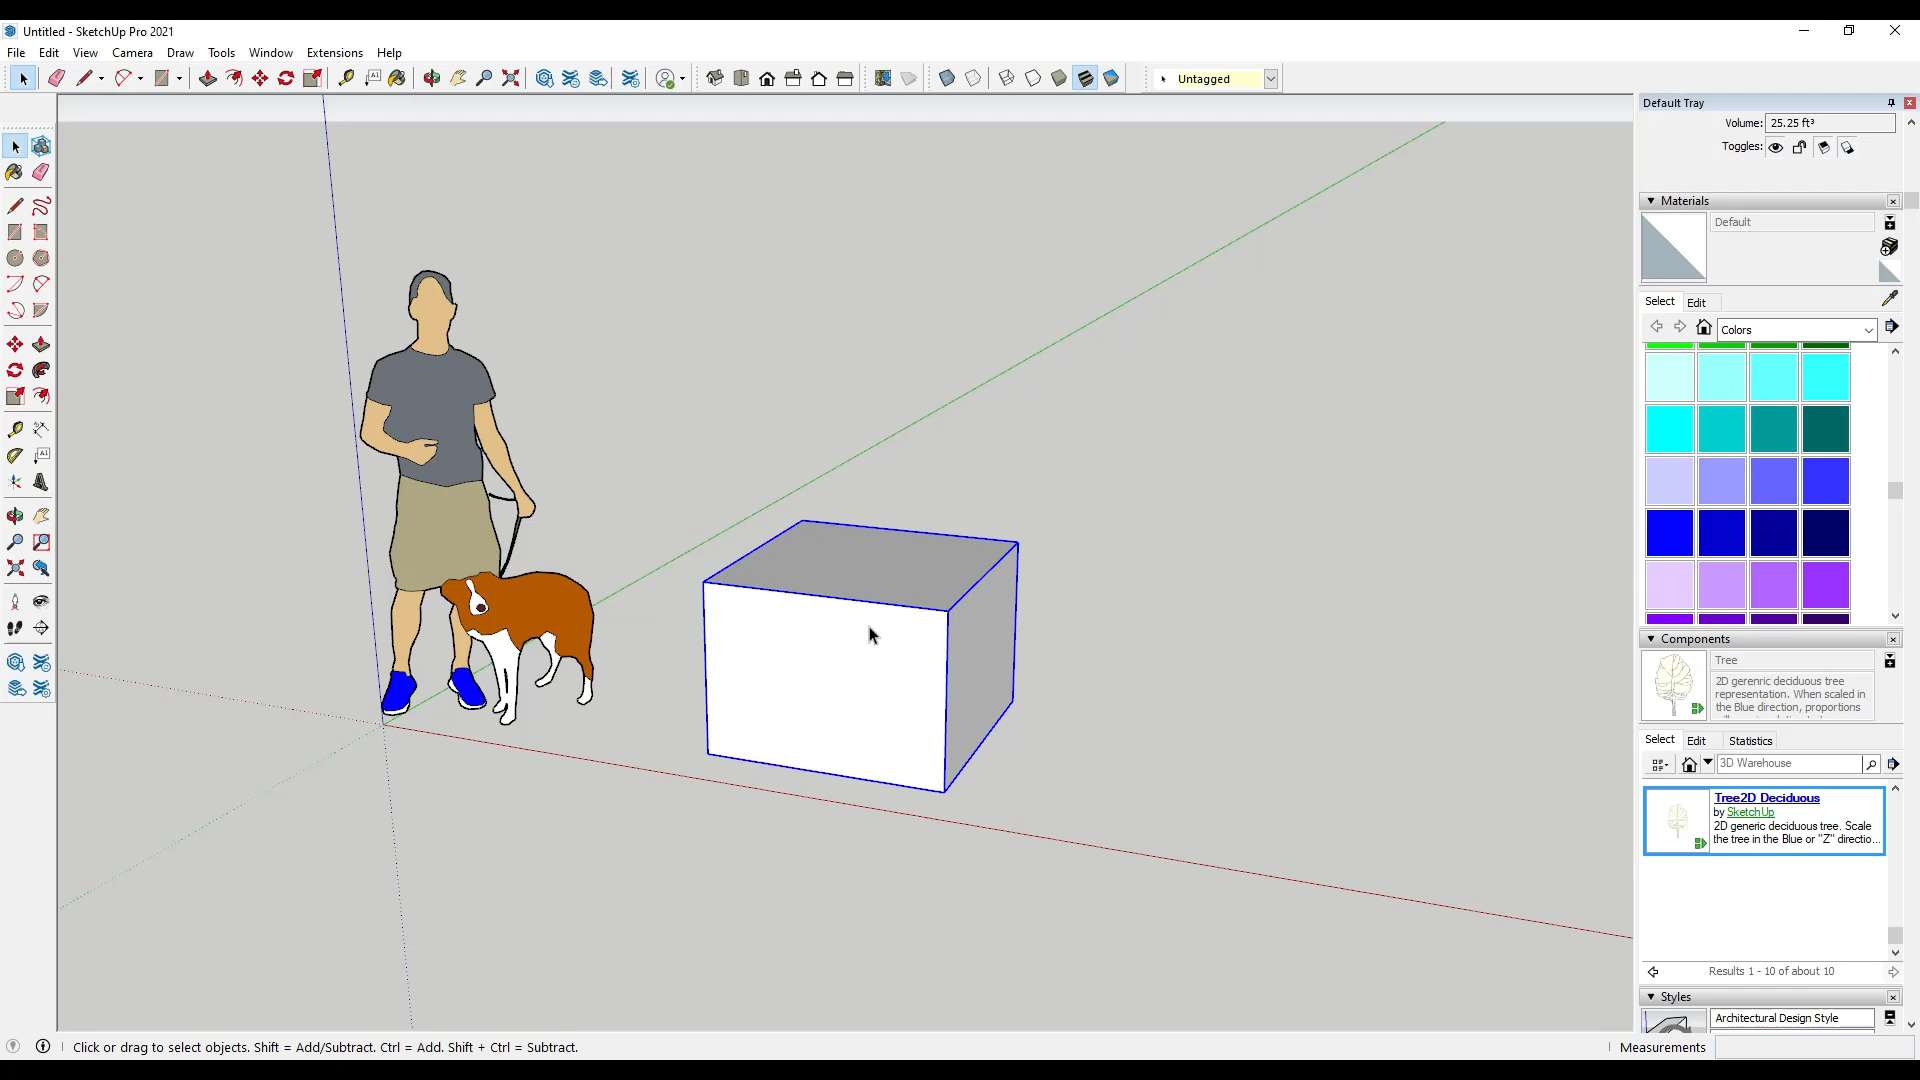 Untitled - SketchUp Pro 2021
File Edit View Camera Draw Tools Window Extensions Help
A1
Untagged
Default Tray
Volume: 25.25 ft³
Toggles:
Materials
Default
Select Edit
Colors
A1
Components
Tree
2D gerenric deciduous tree
representation. When scaled in
the Blue direction, proportions
Select Edit Statistics
3D Warehouse
Tree2D Deciduous
by SketchUp
2D generic deciduous tree. Scale
the tree in the Blue or "Z" directio...
Results 1 - 10 of about 10
Styles
Architectural Design Style
Click or drag to select objects. Shift = Add/Subtract. Ctrl = Add. Shift + Ctrl = Subtract.
Measurements